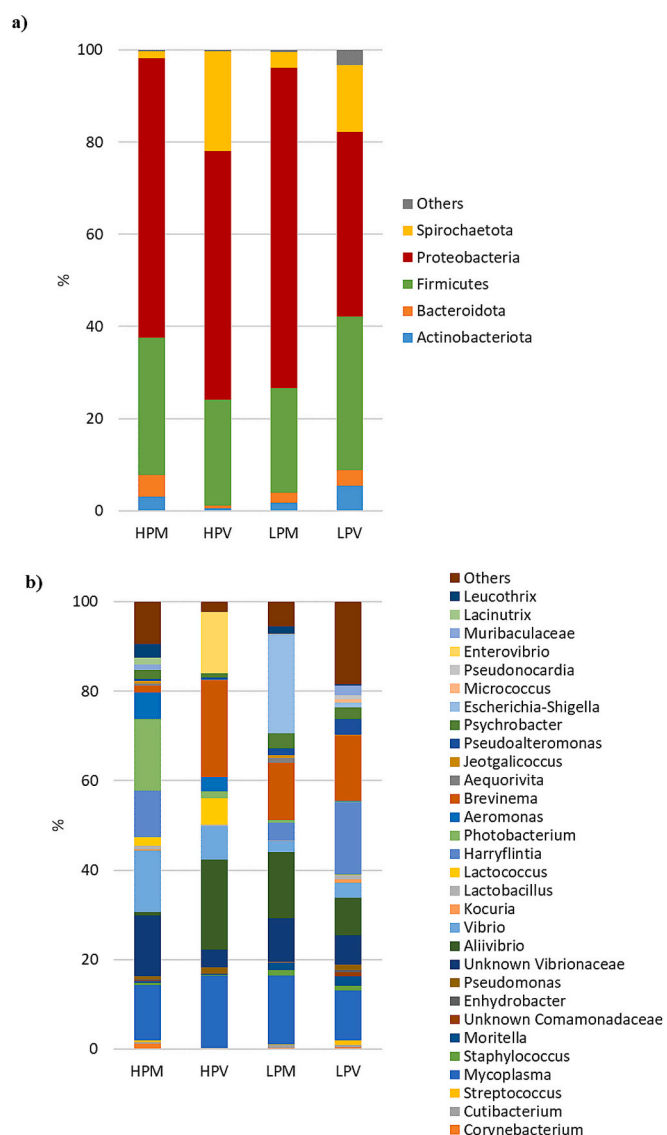 a)
100
80
60
40
20
0
%
HPM HPV LPM LPV
Others
Spirochaetota
Proteobacteria
Firmicutes
Bacteroidota
Actinobacteriota
b)
100
80
60
40
20
0
%
HPM HPV LPM LPV
Others
Leucothrix
Lacinutrix
Muribaculaceae
Enterovibrio
Pseudonocardia
Micrococcus
Escherichia-Shigella
Psychrobacter
Pseudoalteromonas
Jeotgalicoccus
Aequorivita
Brevinema
Aeromonas
Photobacterium
Harryflintia
Lactococcus
Lactobacillus
Kocuria
Vibrio
Aliivibrio
Unknown Vibrionaceae
Pseudomonas
Enhydrobacter
Unknown Comamonadaceae
Moritella
Staphylococcus
Mycoplasma
Streptococcus
Cutibacterium
Corynebacterium